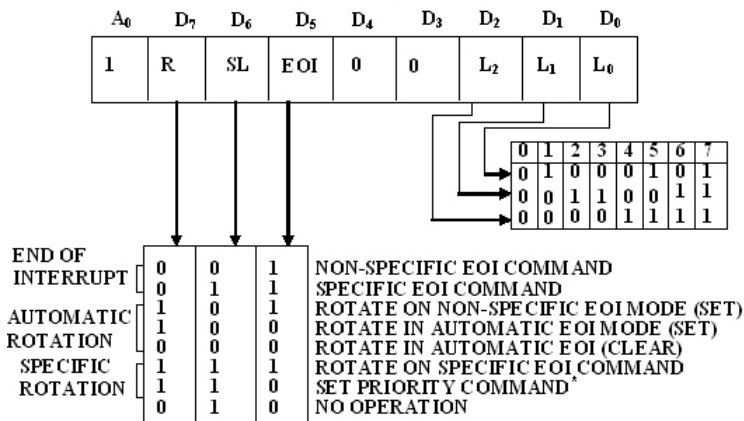 A₀ D₇ D₆ D₅ D₄ D₃ D₂ D₁ D₀
1 R SL EOI 0 0 L₂ L₁ L₀
0 1 2 3 4 5 6 7
0 1 0 0 0 1 0 1
0 0 1 1 0 0 1 1
0 0 0 0 1 1 1 1
END OF
INTERRUPT
0 0 1 NON-SPECIFIC EOI COMMAND
0 1 1 SPECIFIC EOI COMMAND
AUTOMATIC
ROTATION
1 0 1 ROTATE ON NON-SPECIFIC EOI MODE (SET)
1 0 0 ROTATE IN AUTOMATIC EOI MODE (SET)
0 0 0 ROTATE IN AUTOMATIC EOI (CLEAR)
SPECIFIC
ROTATION
1 1 1 ROTATE ON SPECIFIC EOI COMMAND
1 1 0 SET PRIORITY COMMAND*
0 1 0 NO OPERATION